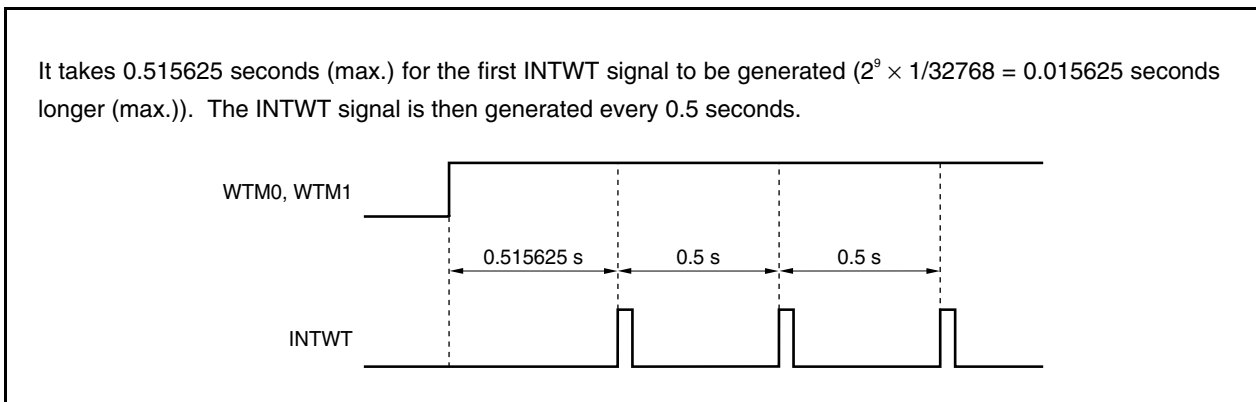 It takes 0.515625 seconds (max.) for the first INTWT signal to be generated (2⁹ × 1/32768 = 0.015625 seconds
longer (max.)).  The INTWT signal is then generated every 0.5 seconds.
WTM0, WTM1
0.515625 s
0.5 s
0.5 s
INTWT